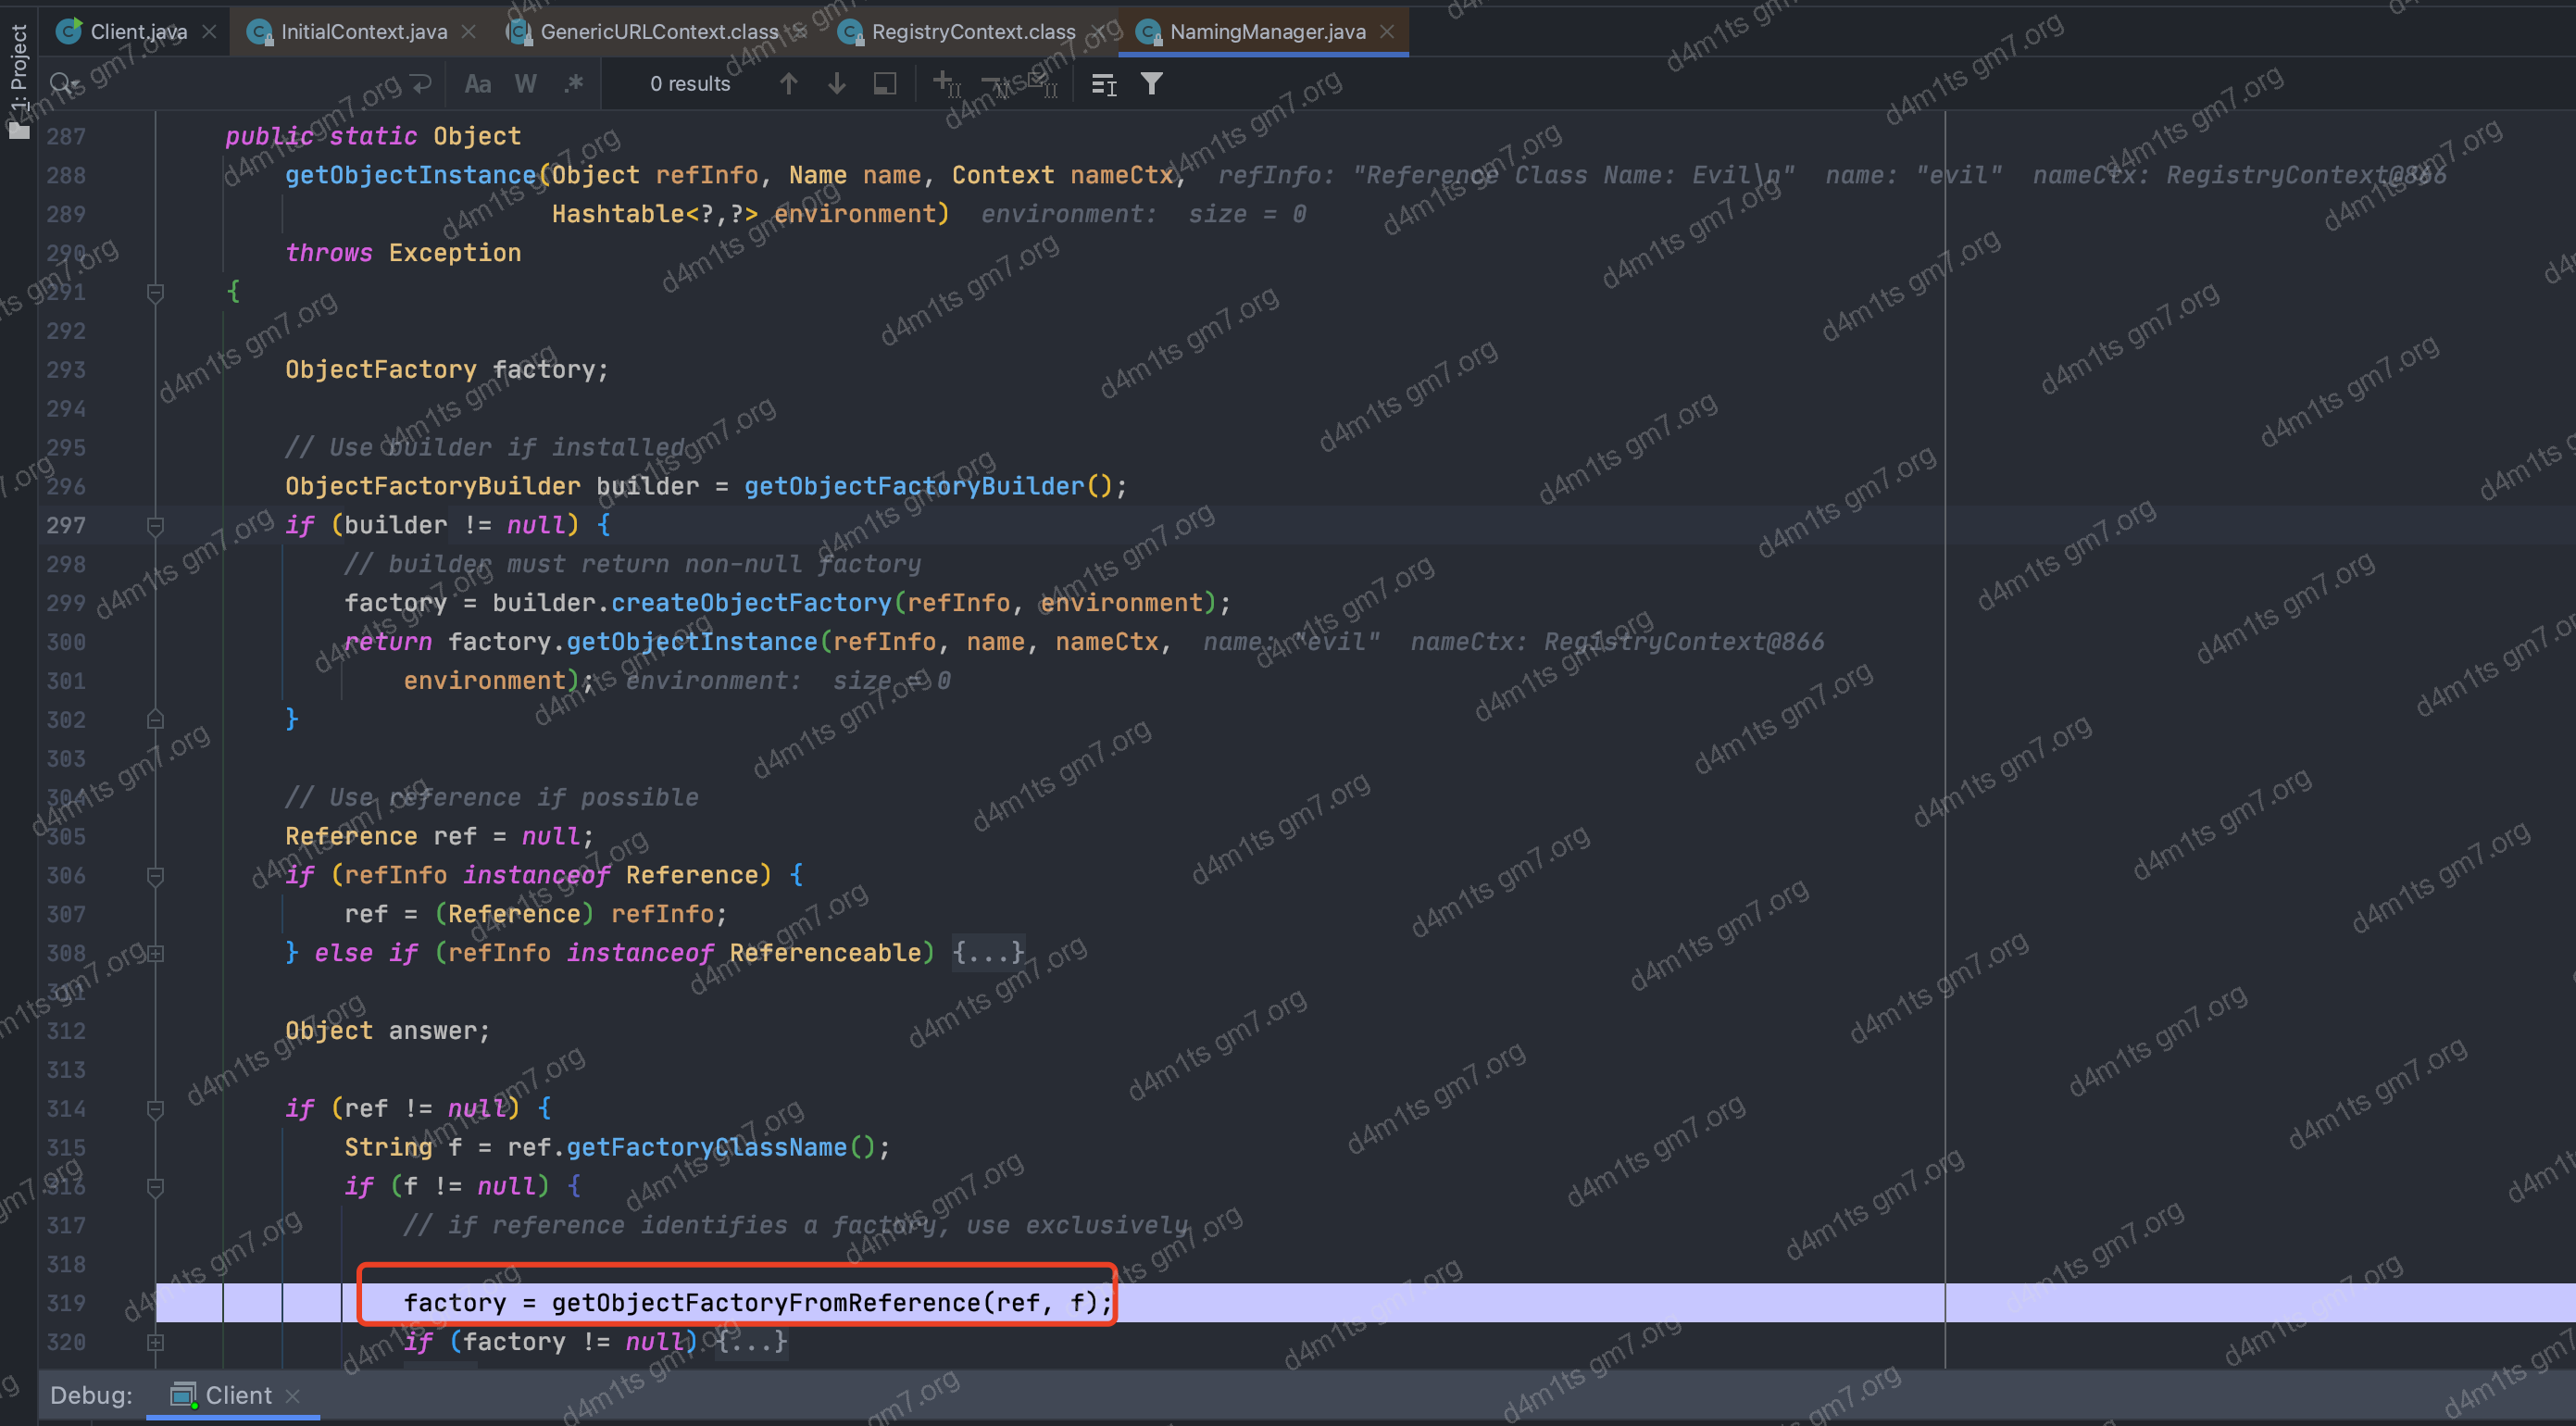 1: Project
Client.java
InitialContext.java
GenericURLContext.class
RegistryContext.class
NamingManager.java
Aa W .* 0 results
287 public static Object
288 getObjectInstance(Object refInfo, Name name, Context nameCtx, refInfo: "Reference Class Name: Evil\n" name: "evil" nameCtx: RegistryContext@866
289 Hashtable<?,?> environment) environment: size = 0
290 throws Exception
291 {
292
293 ObjectFactory factory;
294
295 // Use builder if installed
296 ObjectFactoryBuilder builder = getObjectFactoryBuilder();
297 if (builder != null) {
298 // builder must return non-null factory
299 factory = builder.createObjectFactory(refInfo, environment);
300 return factory.getObjectInstance(refInfo, name, nameCtx, name: "evil" nameCtx: RegistryContext@866
301 environment); environment: size = 0
302 }
303
304 // Use reference if possible
305 Reference ref = null;
306 if (refInfo instanceof Reference) {
307 ref = (Reference) refInfo;
308 } else if (refInfo instanceof Referenceable) {...}
311
312 Object answer;
313
314 if (ref != null) {
315 String f = ref.getFactoryClassName();
316 if (f != null) {
317 // if reference identifies a factory, use exclusively
318
319 factory = getObjectFactoryFromReference(ref, f);
320 if (factory != null) {...}
Debug: Client
d4m1ts gm7.org